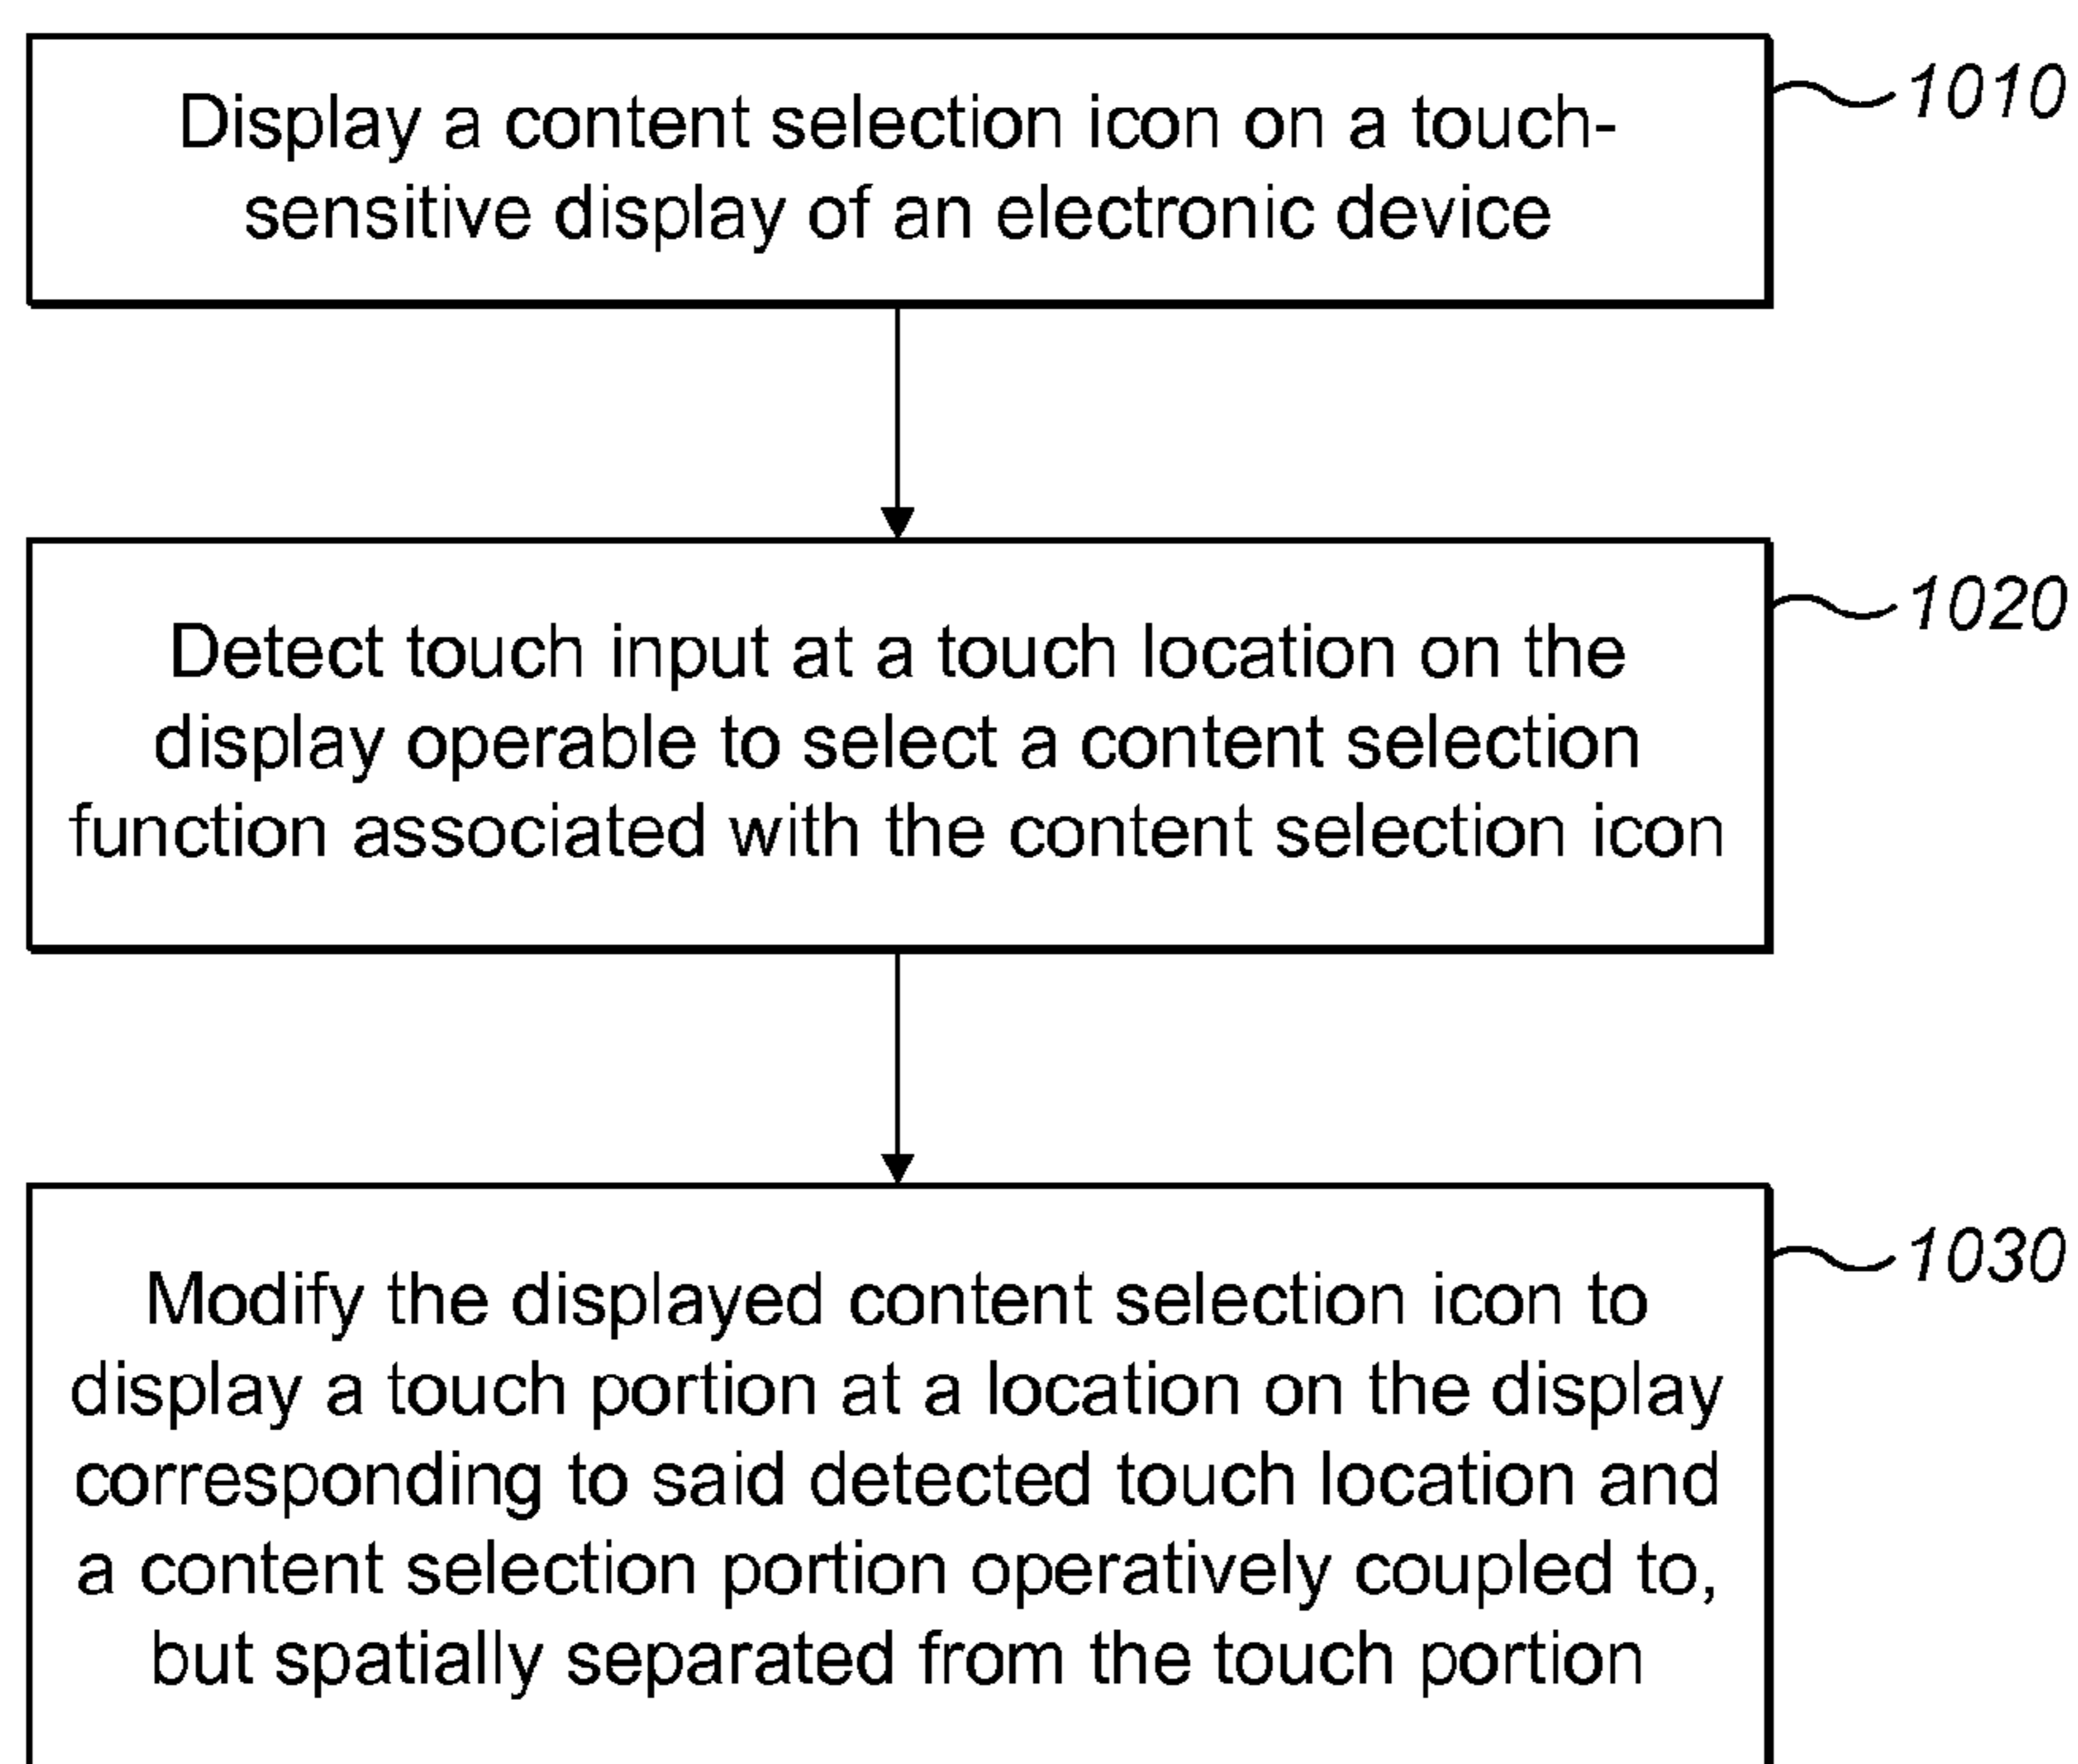 Display a content selection icon on a touch-
sensitive display of an electronic device
1010
Detect touch input at a touch location on the
display operable to select a content selection
function associated with the content selection icon
1020
Modify the displayed content selection icon to
display a touch portion at a location on the display
corresponding to said detected touch location and
a content selection portion operatively coupled to,
but spatially separated from the touch portion
1030